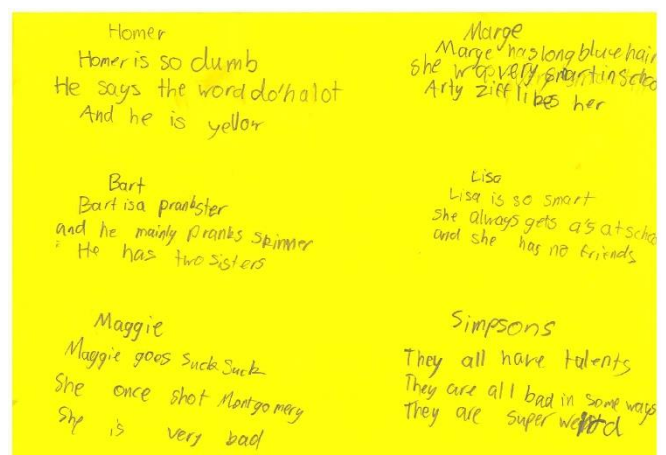 Homer
Homer is so dumb
He says the word do'h alot
And he is yellow
Marge
Marge has long blue hair
she was very smart in schoo
Arty ziff likes her
Bart
Bart is a prankster
and he mainly pranks skinner
He has two sisters
Lisa
Lisa is so smart
She always gets a's at schoo
and she has no friends
Maggie
Maggie goes Suck Suck
She once shot Montgomery
She is very bad
Simpsons
They all have talents
They are all bad in some ways
They are super